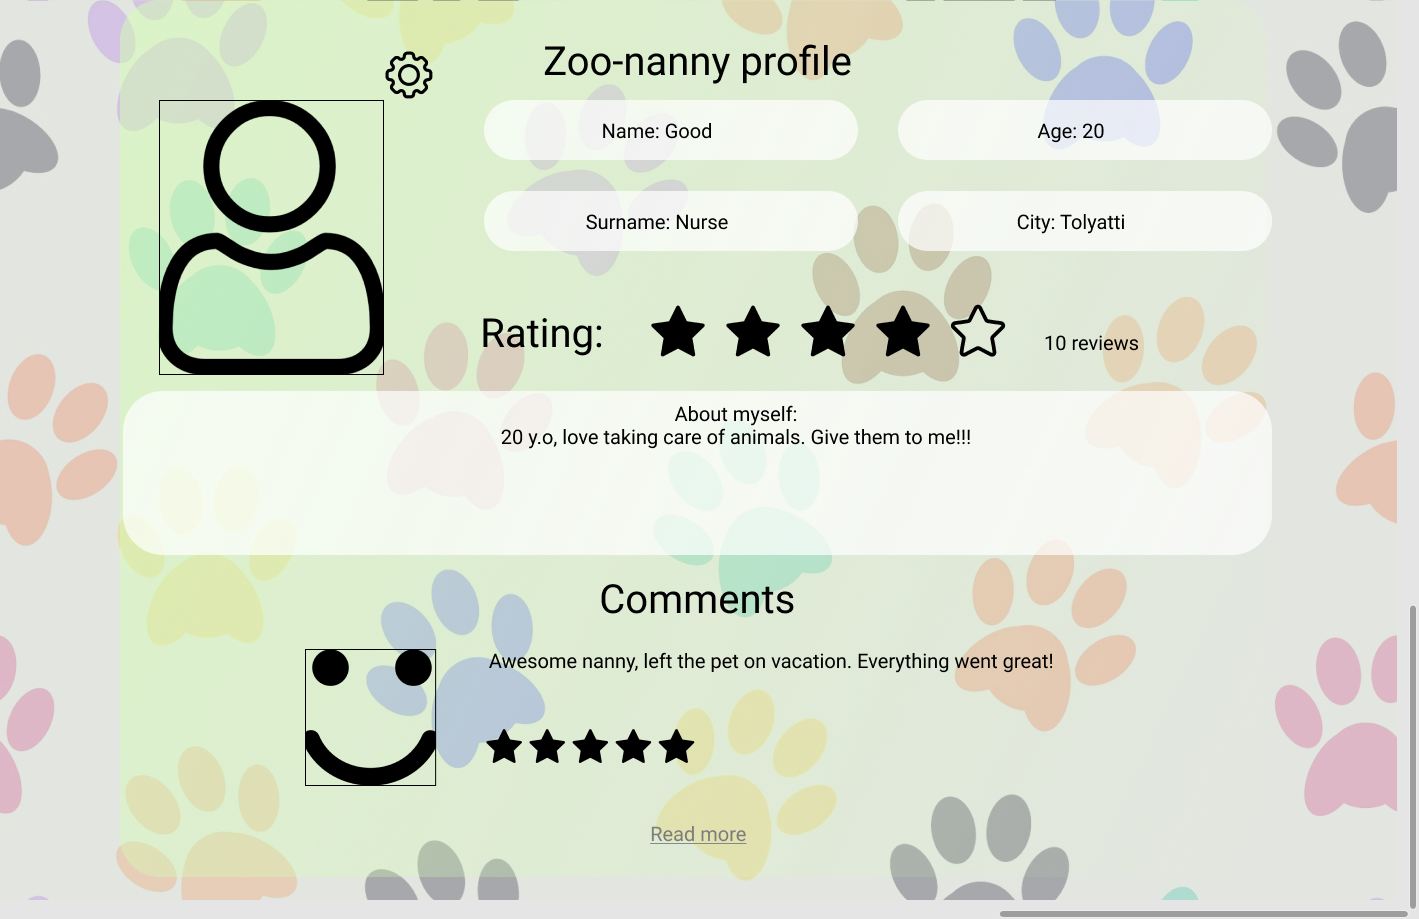 Zoo-nanny profile
Name: Good
Age: 20
Surname: Nurse
City: Tolyatti
Rating:
10 reviews
About myself:
20 y.o, love taking care of animals. Give them to me!!!
Comments
Awesome nanny, left the pet on vacation. Everything went great!
Read more